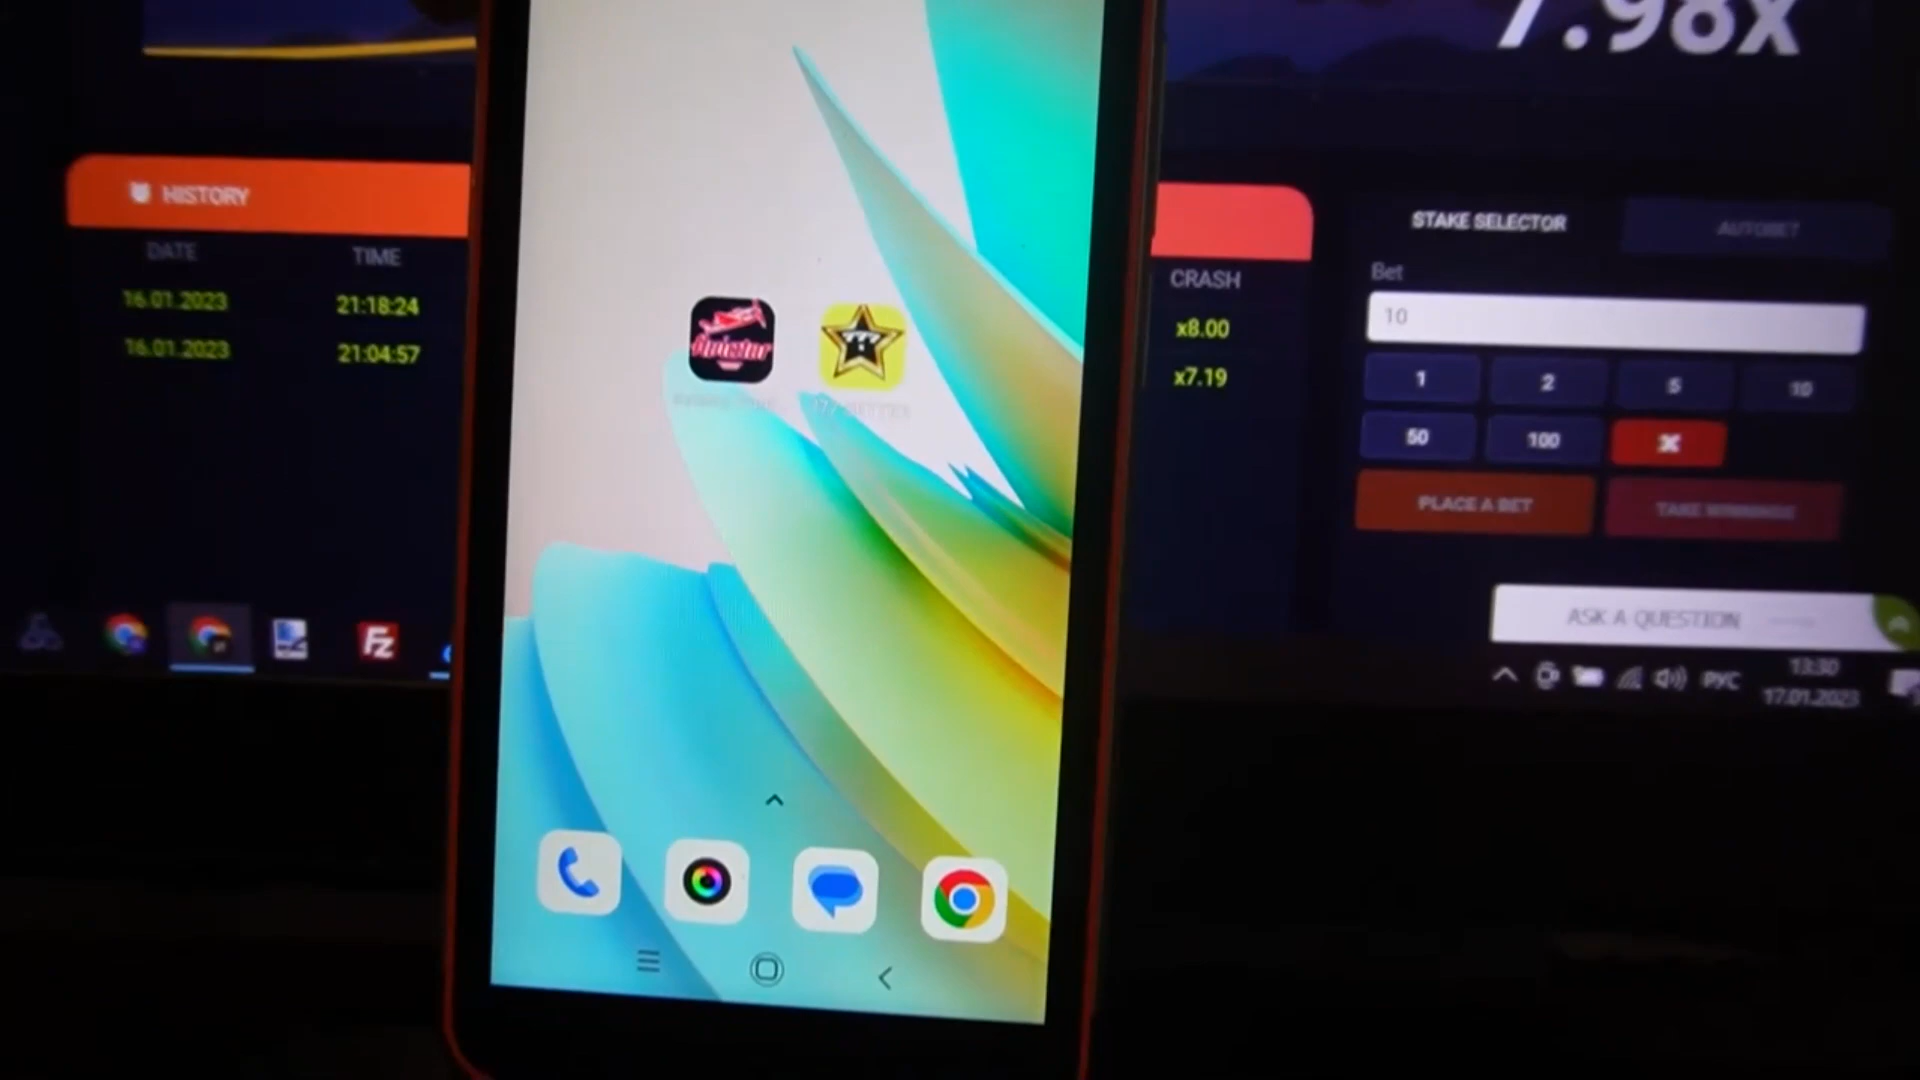 7.98x
HISTORY
DATE TIME
16.01.2023 21:18:24
16.01.2023 21:04:57
Aviator
CRASH
x8.00
x7.19
STAKE SELECTOR AUTOBET
Bet
10
1 2 5 10
50 100
PLACE A BET TAKE WINNINGS
ASK A QUESTION
FZ
РУС 13:30
17.01.2023